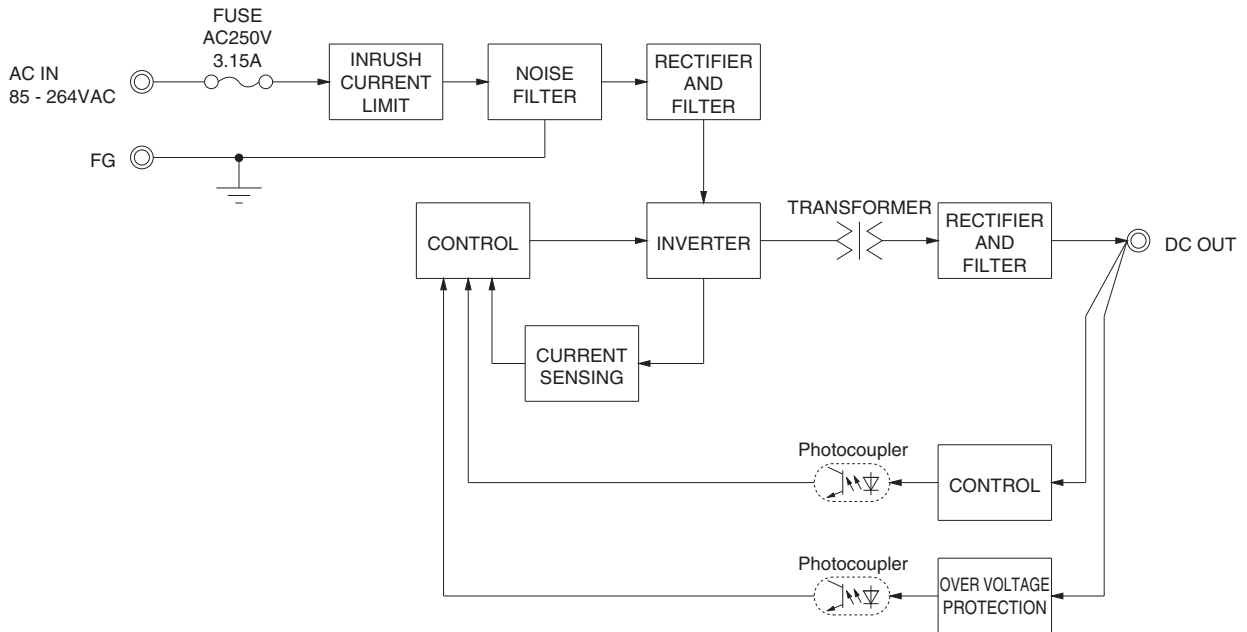 FUSE
AC250V
3.15A
AC IN
85 - 264VAC
INRUSH
CURRENT
LIMIT
NOISE
FILTER
RECTIFIER
AND
FILTER
FG
CONTROL
INVERTER
TRANSFORMER
RECTIFIER
AND
FILTER
DC OUT
CURRENT
SENSING
Photocoupler
CONTROL
Photocoupler
OVER VOLTAGE
PROTECTION